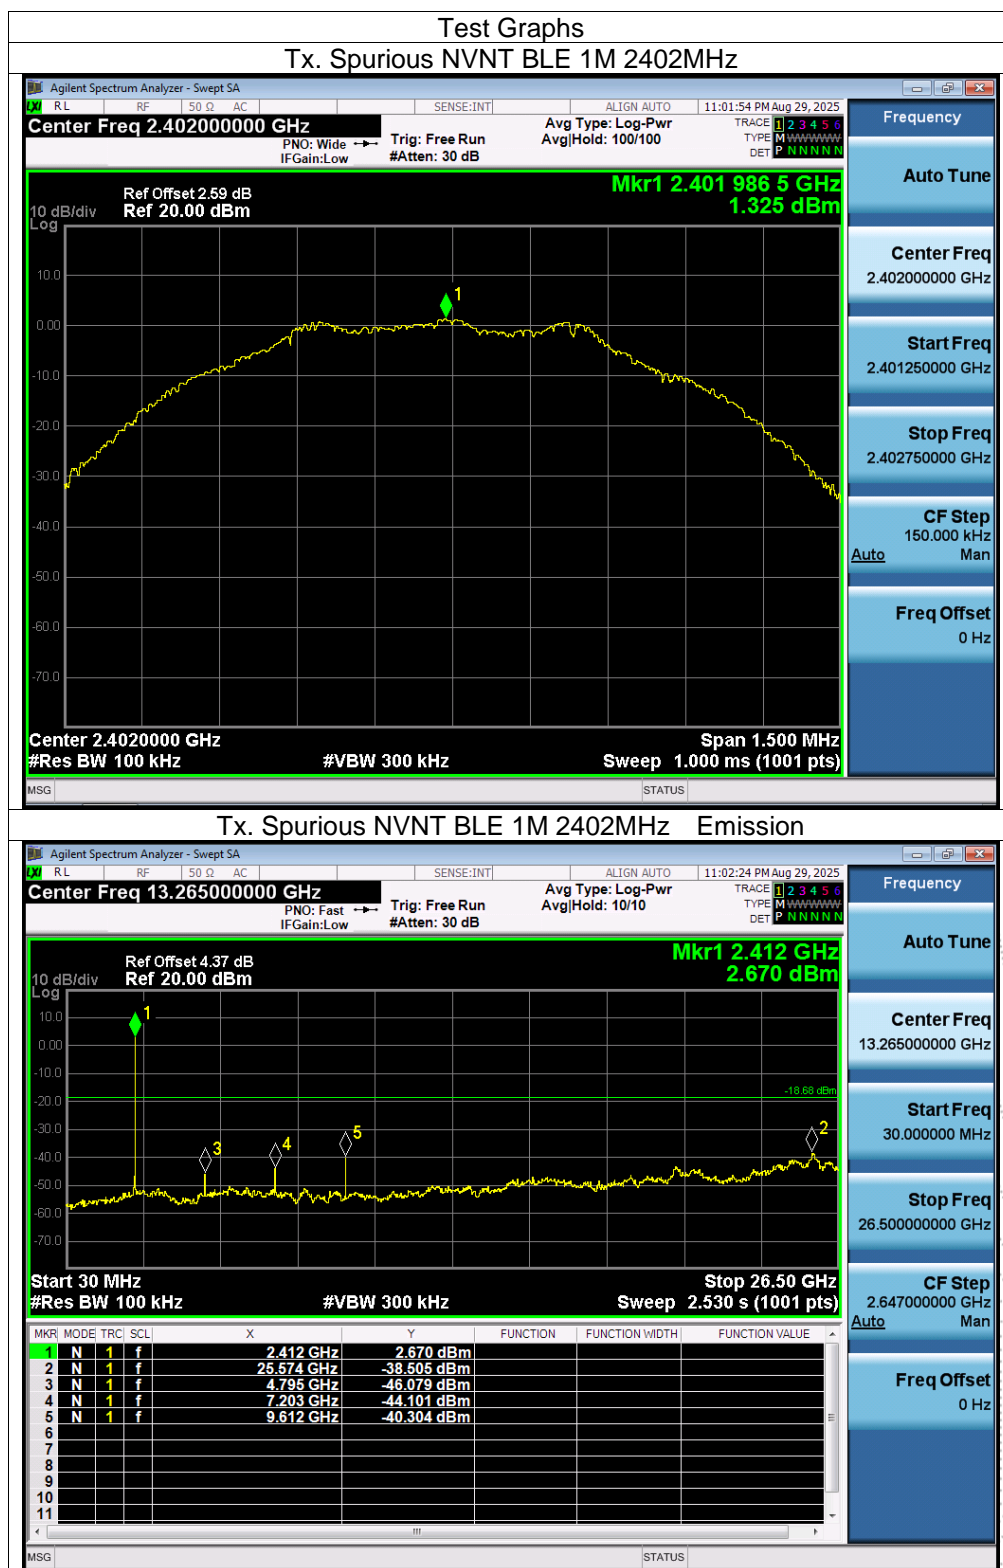 Test Graphs
Tx. Spurious NVNT BLE 1M 2402MHz
Agilent Spectrum Analyzer - Swept SA
LXI RL RF 50 Ω AC SENSE:INT ALIGN AUTO 11:01:54 PM Aug 29, 2025
Center Freq 2.402000000 GHz
PNO: Wide
IFGain:Low
Trig: Free Run
#Atten: 30 dB
Avg Type: Log-Pwr
Avg|Hold: 100/100
TRACE 1 2 3 4 5 6
TYPE M W W W W W
DET P N N N N N
Frequency
Auto Tune
Center Freq
2.402000000 GHz
Start Freq
2.401250000 GHz
Stop Freq
2.402750000 GHz
CF Step
150.000 kHz
Auto Man
Freq Offset
0 Hz
Mkr1 2.401 986 5 GHz
1.325 dBm
Ref Offset 2.59 dB
10 dB/div Ref 20.00 dBm
Log
1
10.0
0.00
-10.0
-20.0
-30.0
-40.0
-50.0
-60.0
-70.0
Center 2.4020000 GHz Span 1.500 MHz
#Res BW 100 kHz #VBW 300 kHz Sweep 1.000 ms (1001 pts)
MSG STATUS
Tx. Spurious NVNT BLE 1M 2402MHz Emission
Agilent Spectrum Analyzer - Swept SA
LXI RL RF 50 Ω AC SENSE:INT ALIGN AUTO 11:02:24 PM Aug 29, 2025
Center Freq 13.265000000 GHz
PNO: Fast
IFGain:Low
Trig: Free Run
#Atten: 30 dB
Avg Type: Log-Pwr
Avg|Hold: 10/10
TRACE 1 2 3 4 5 6
TYPE M W W W W W
DET P N N N N N
Frequency
Auto Tune
Center Freq
13.265000000 GHz
Start Freq
30.000000 MHz
Stop Freq
26.500000000 GHz
CF Step
2.647000000 GHz
Auto Man
Freq Offset
0 Hz
Mkr1 2.412 GHz
2.670 dBm
Ref Offset 4.37 dB
10 dB/div Ref 20.00 dBm
Log
10.0
0.00
-10.0
-20.0
-30.0
-40.0
-50.0
-60.0
-70.0
1
-18.68 dBm
3
4
5
2
Start 30 MHz Stop 26.50 GHz
#Res BW 100 kHz #VBW 300 kHz Sweep 2.530 s (1001 pts)
MKR MODE TRC SCL X Y FUNCTION FUNCTION WIDTH FUNCTION VALUE
1 N 1 f 2.412 GHz 2.670 dBm
2 N 1 f 25.574 GHz -38.505 dBm
3 N 1 f 4.795 GHz -46.079 dBm
4 N 1 f 7.203 GHz -44.101 dBm
5 N 1 f 9.612 GHz -40.304 dBm
6
7
8
9
10
11
MSG STATUS